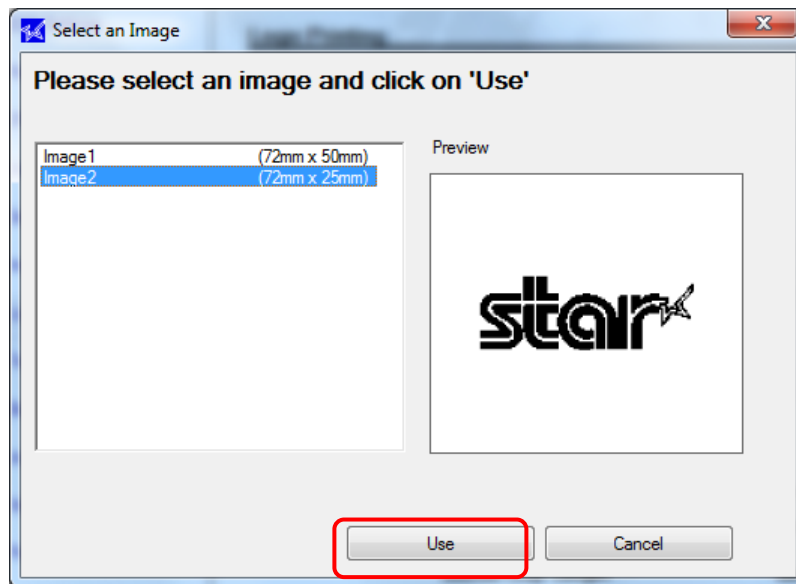 Select an Image
Please select an image and click on 'Use'
Image1 (72mm x 50mm)
Image2 (72mm x 25mm)
Preview
star
Use
Cancel